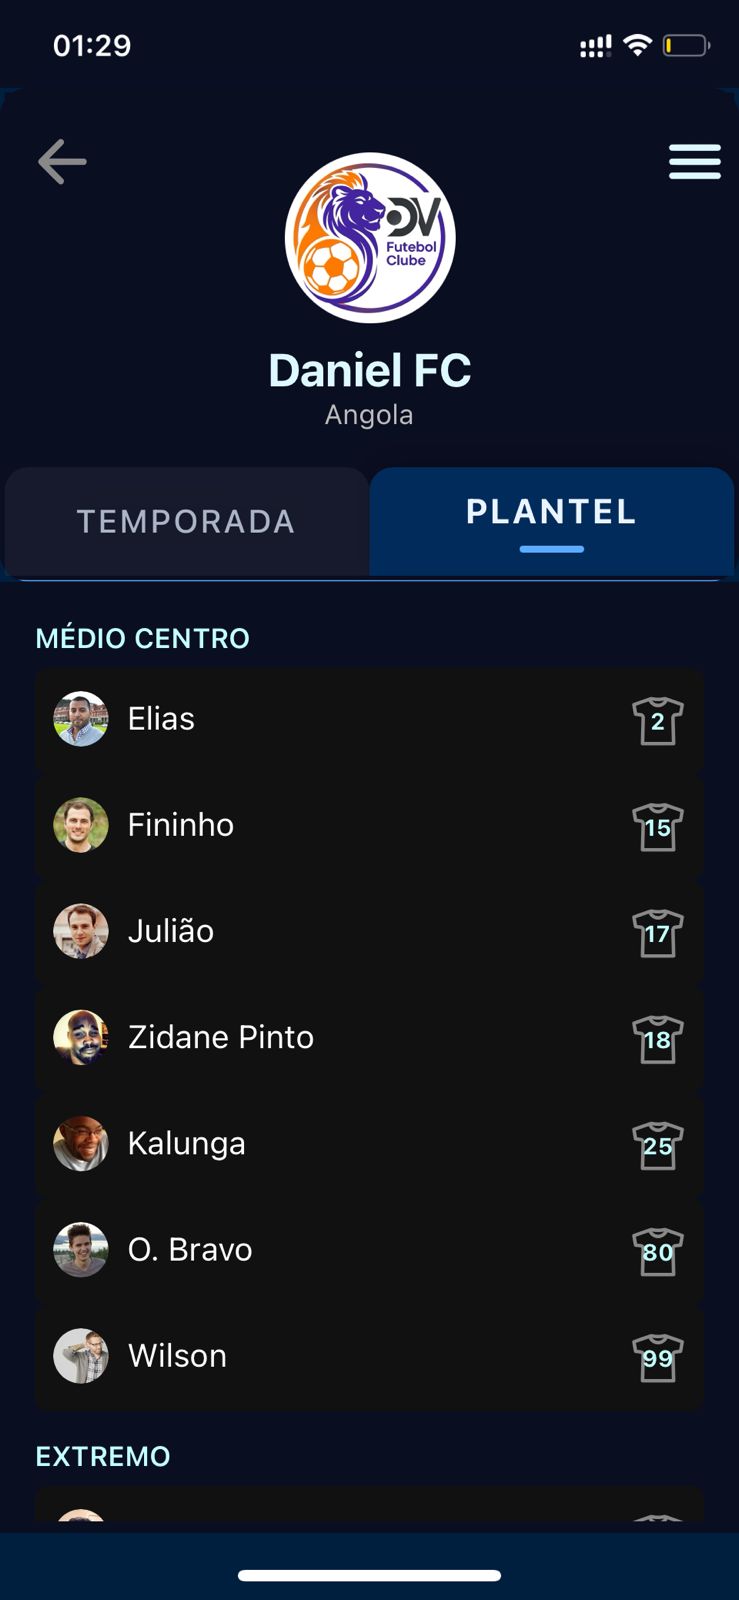 01:29
DV
Futebol
Clube
Daniel FC
Angola
TEMPORADA
PLANTEL
MÉDIO CENTRO
Elias
2
Fininho
15
Julião
17
Zidane Pinto
18
Kalunga
25
O. Bravo
80
Wilson
99
EXTREMO